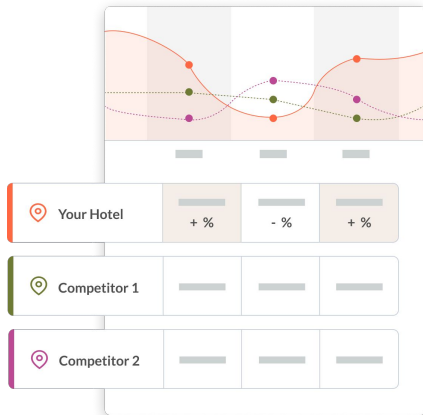 Your Hotel
+ %
- %
+ %
Competitor 1
Competitor 2